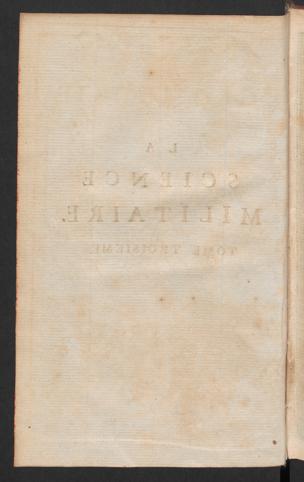 LA
SCIENCE
MILITAIRE.
TOME TROISIEME.